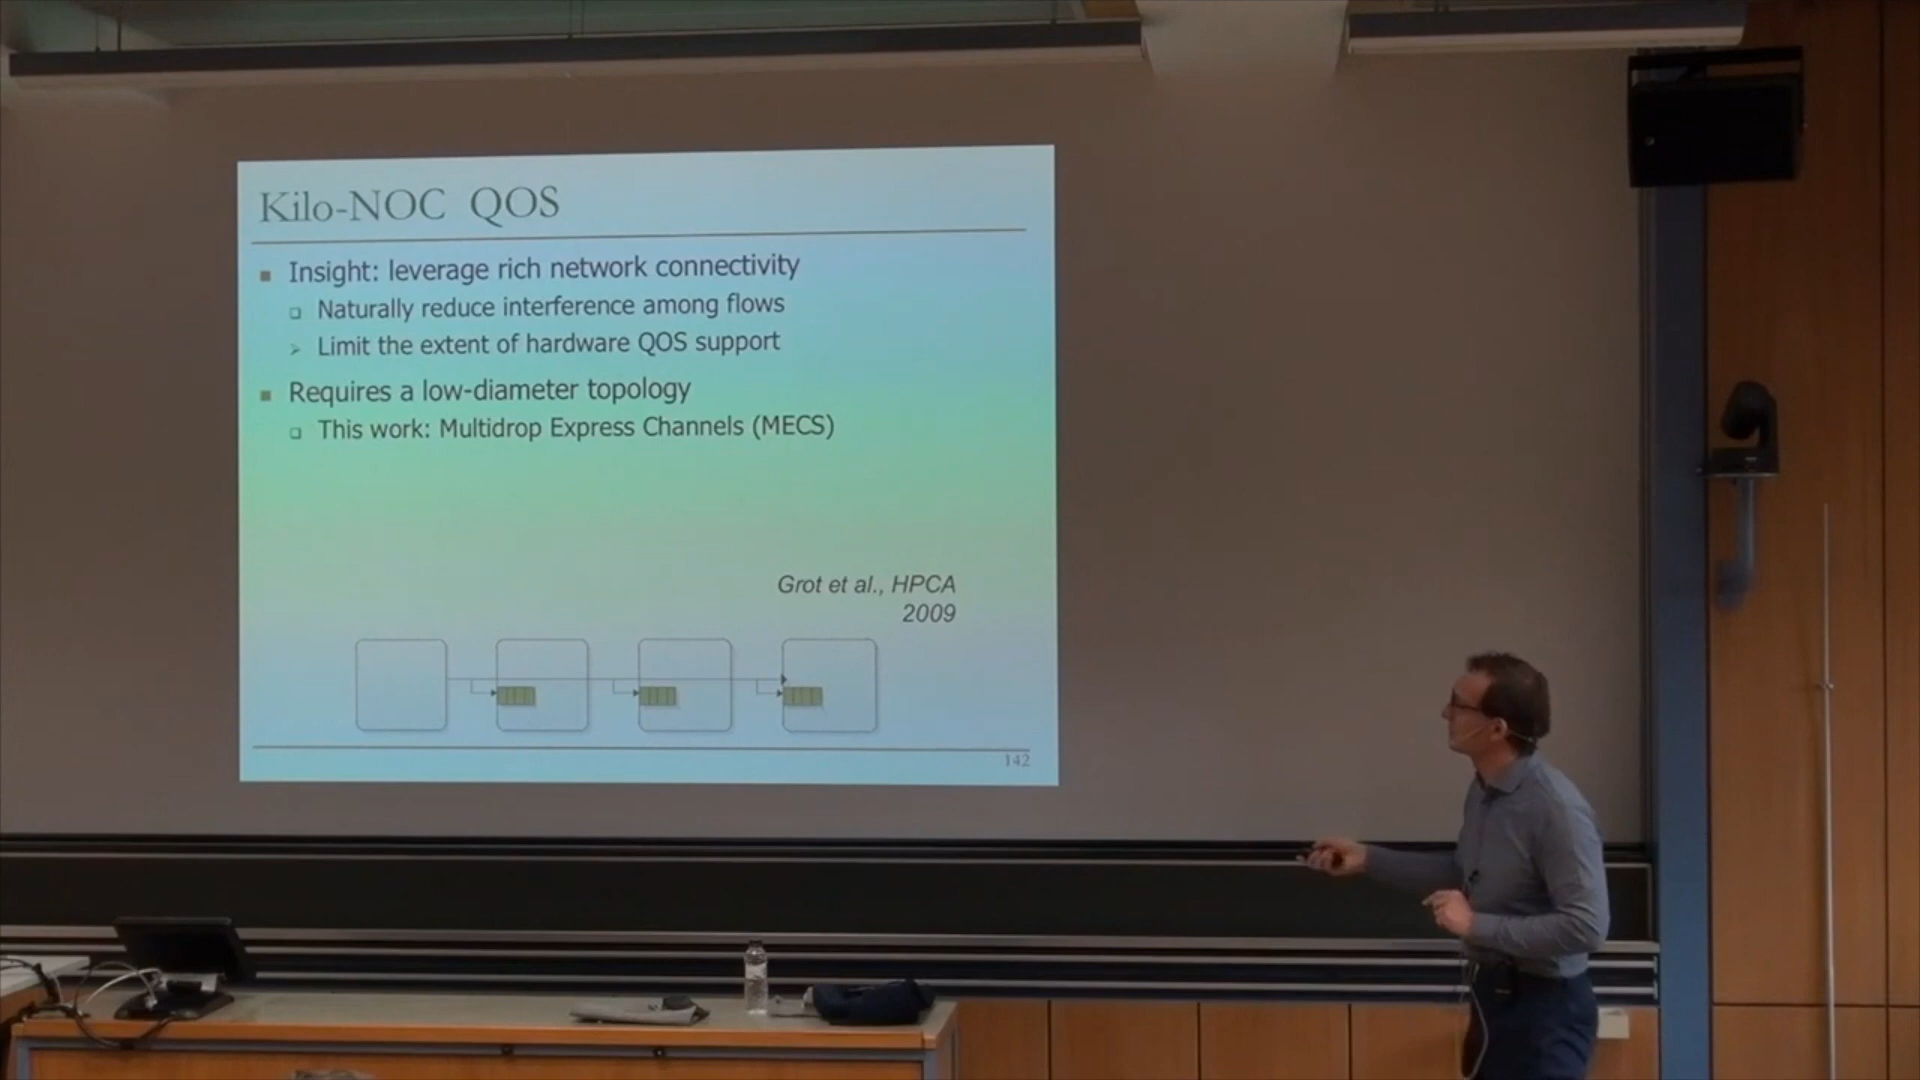 Kilo-NOC QOS
Insight: leverage rich network connectivity
Naturally reduce interference among flows
Limit the extent of hardware QOS support
Requires a low-diameter topology
This work: Multidrop Express Channels (MECS)
Grot et al., HPCA
2009
142